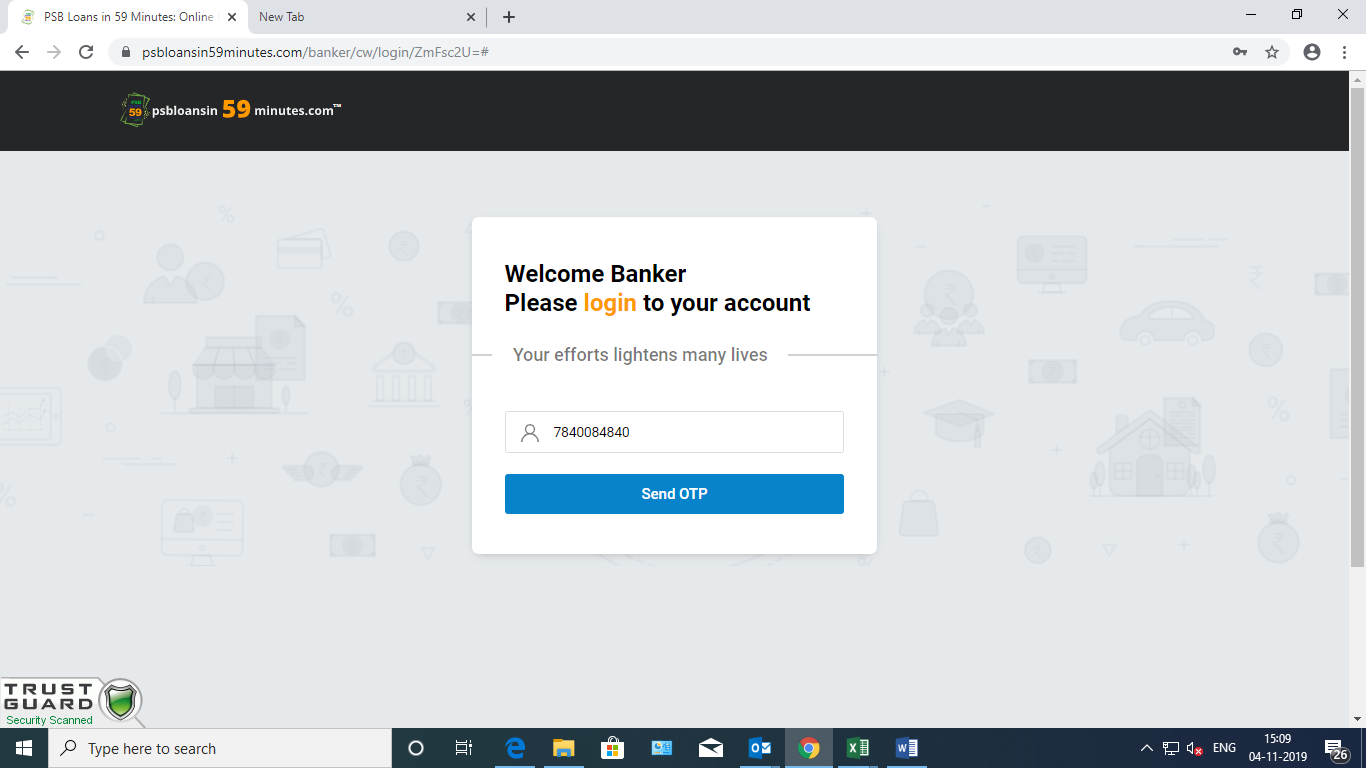 PSB Loans in 59 Minutes: Online
New Tab
psbloansin59minutes.com/banker/cw/login/ZmFsc2U=#
PSB
59
psbloansin 59 minutes.com™
Welcome Banker
Please login to your account
Your efforts lightens many lives
7840084840
Send OTP
TRUST
GUARD
Security Scanned
Type here to search
ENG
15:09
04-11-2019
26